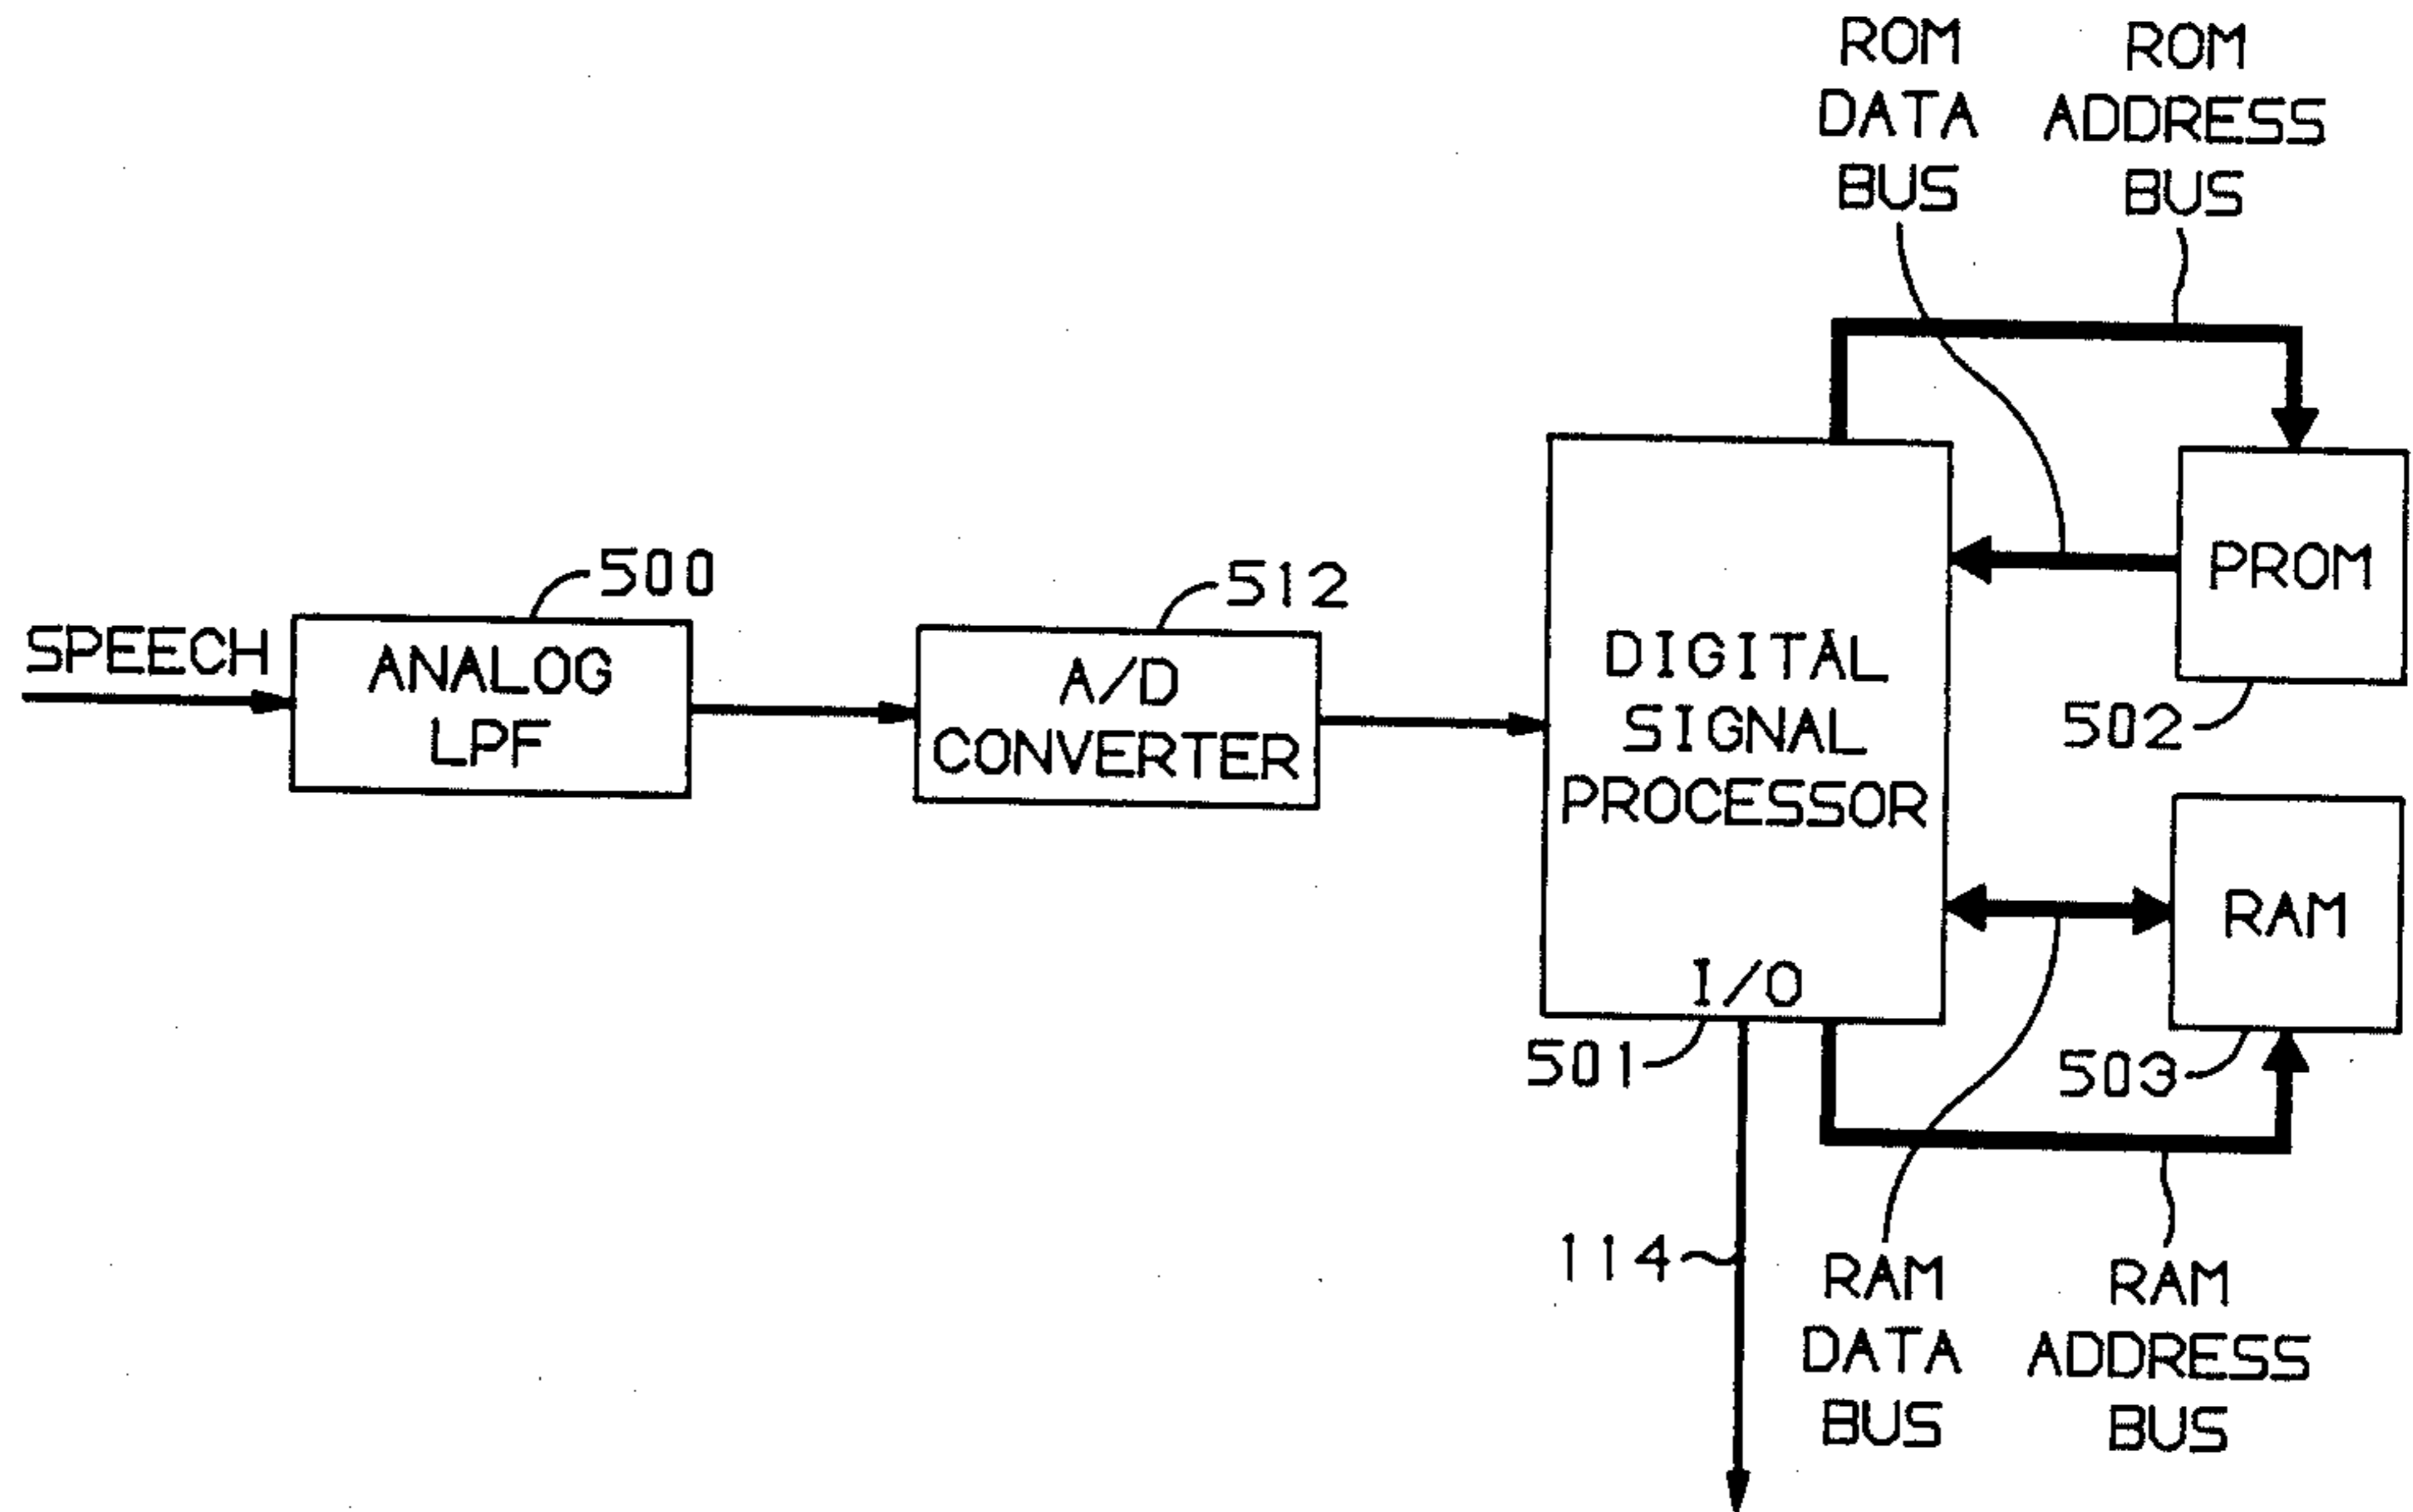 ROM
DATA
BUS
ROM
ADDRESS
BUS
SPEECH
500
ANALOG
LPF
512
A/D
CONVERTER
DIGITAL
SIGNAL
PROCESSOR
I/O
501
PROM
502
RAM
503
114
RAM
DATA
BUS
RAM
ADDRESS
BUS